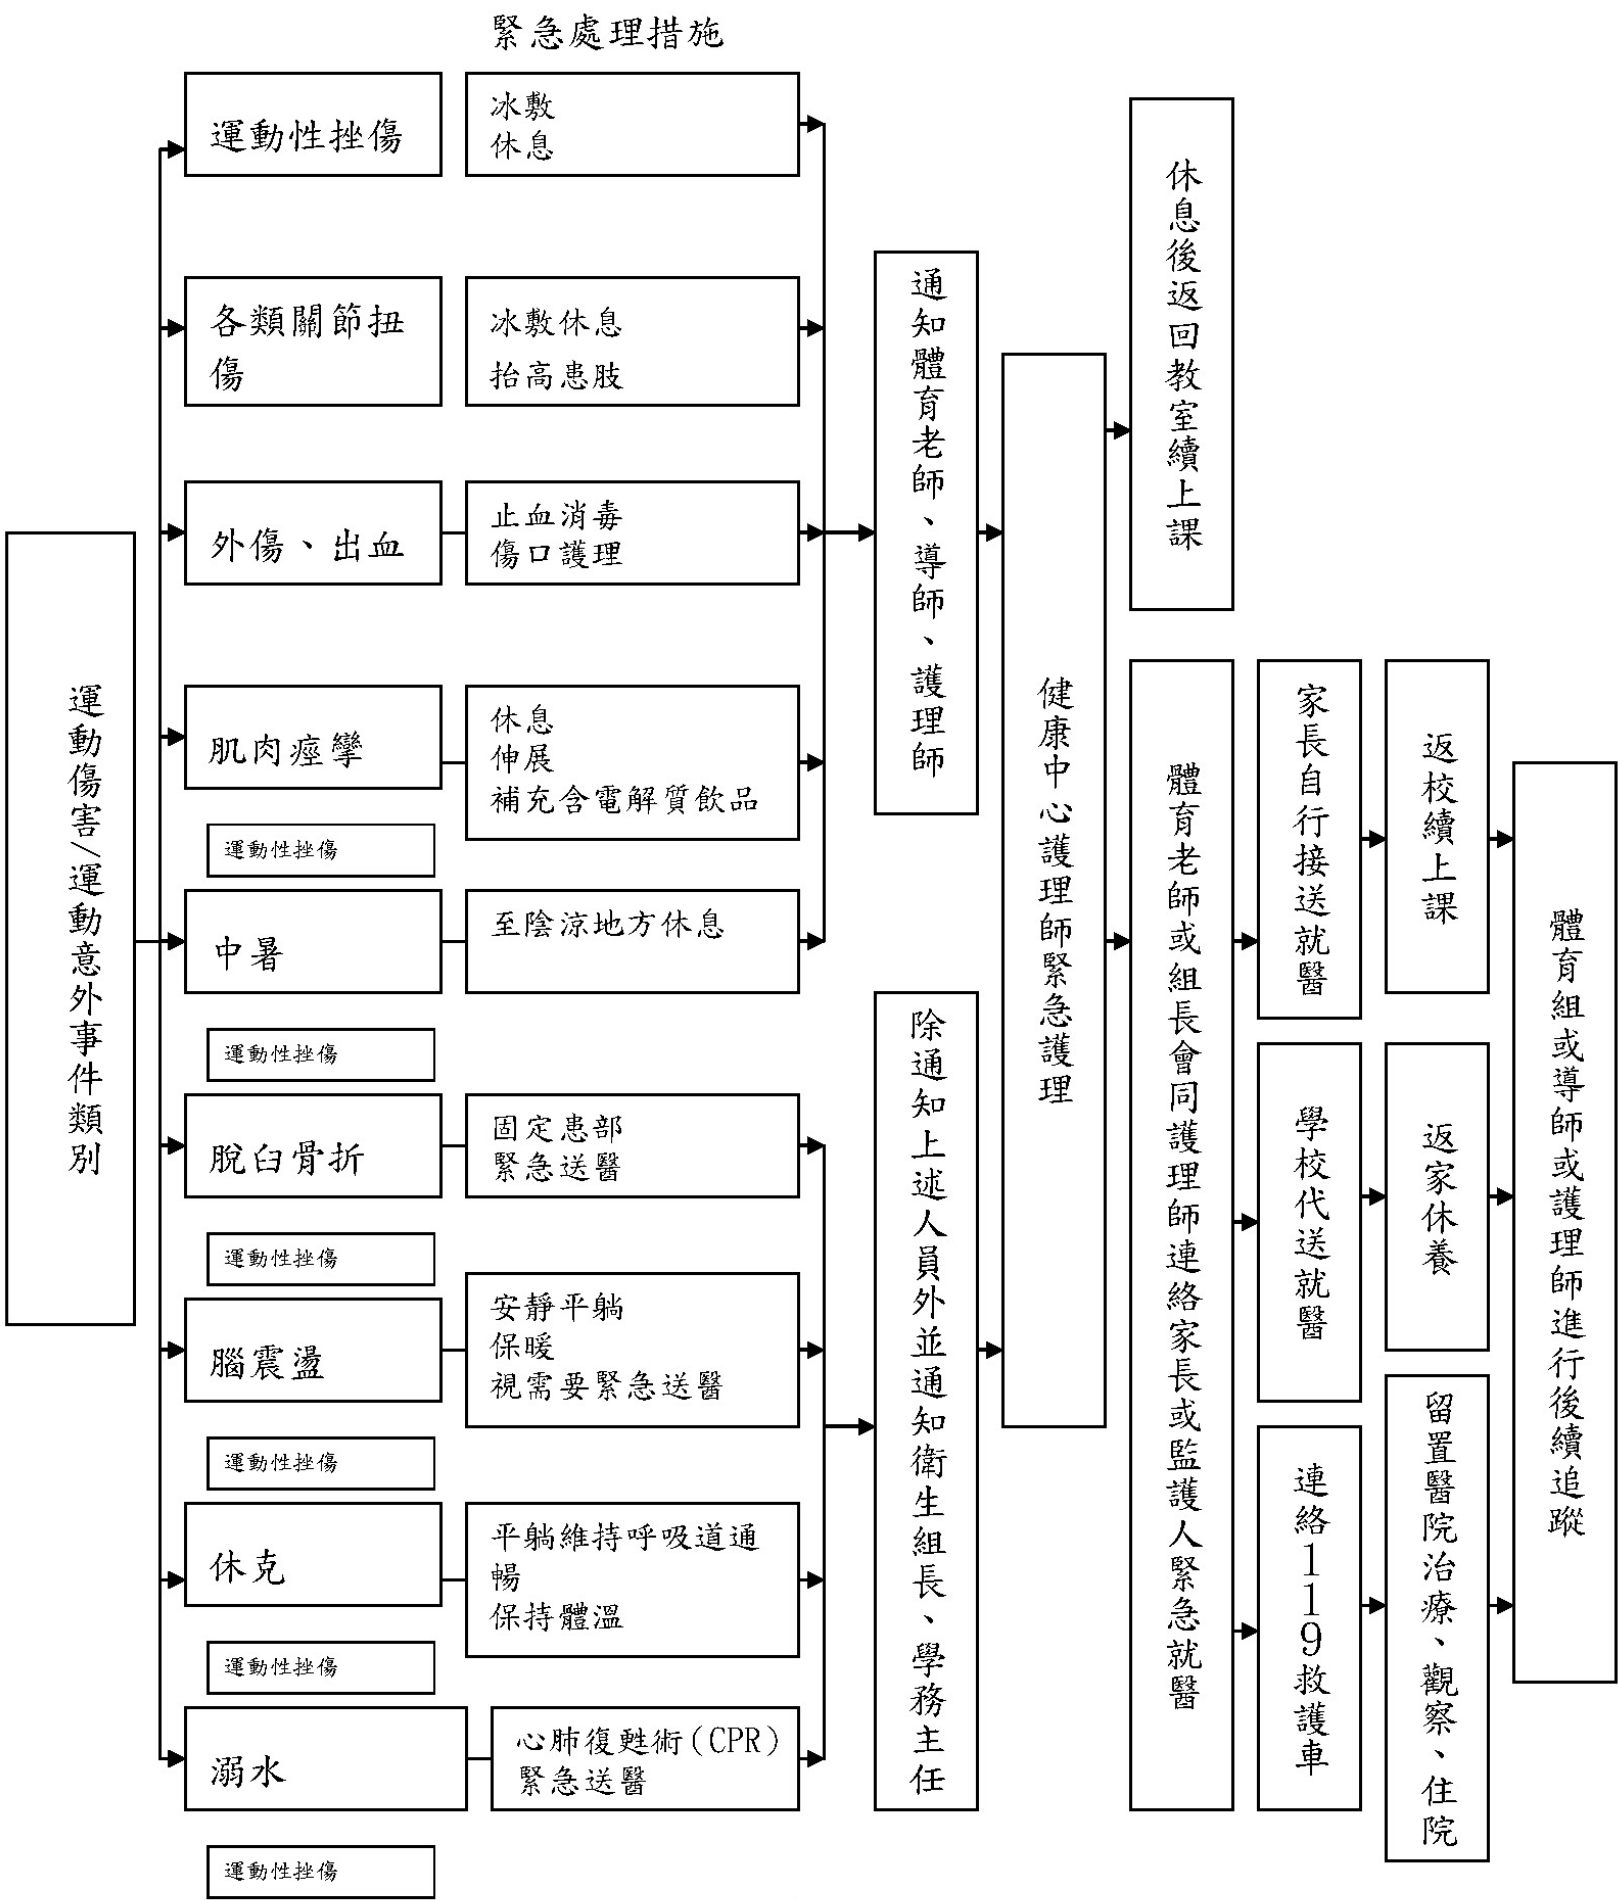 緊急處理措施
運動傷害/運動意外事件類別
運動性挫傷
冰敷
休息
各類關節扭
傷
冰敷休息
抬高患肢
外傷、出血
止血消毒
傷口護理
肌肉痙攣
休息
伸展
補充含電解質飲品
運動性挫傷
中暑
至陰涼地方休息
運動性挫傷
脫臼骨折
固定患部
緊急送醫
運動性挫傷
腦震盪
安靜平躺
保暖
視需要緊急送醫
運動性挫傷
休克
平躺維持呼吸道通
暢
保持體溫
運動性挫傷
溺水
心肺復甦術(CPR)
緊急送醫
運動性挫傷
通知體育老師、導師、護理師
除通知上述人員外並通知衛生組長、學務主任
健康中心護理師緊急護理
休息後返回教室續上課
體育老師或組長會同護理師連絡家長或監護人緊急就醫
家長自行接送就醫
學校代送就醫
連絡119救護車
返校續上課
返家休養
留置醫院治療、觀察、住院
體育組或導師或護理師進行後續追蹤